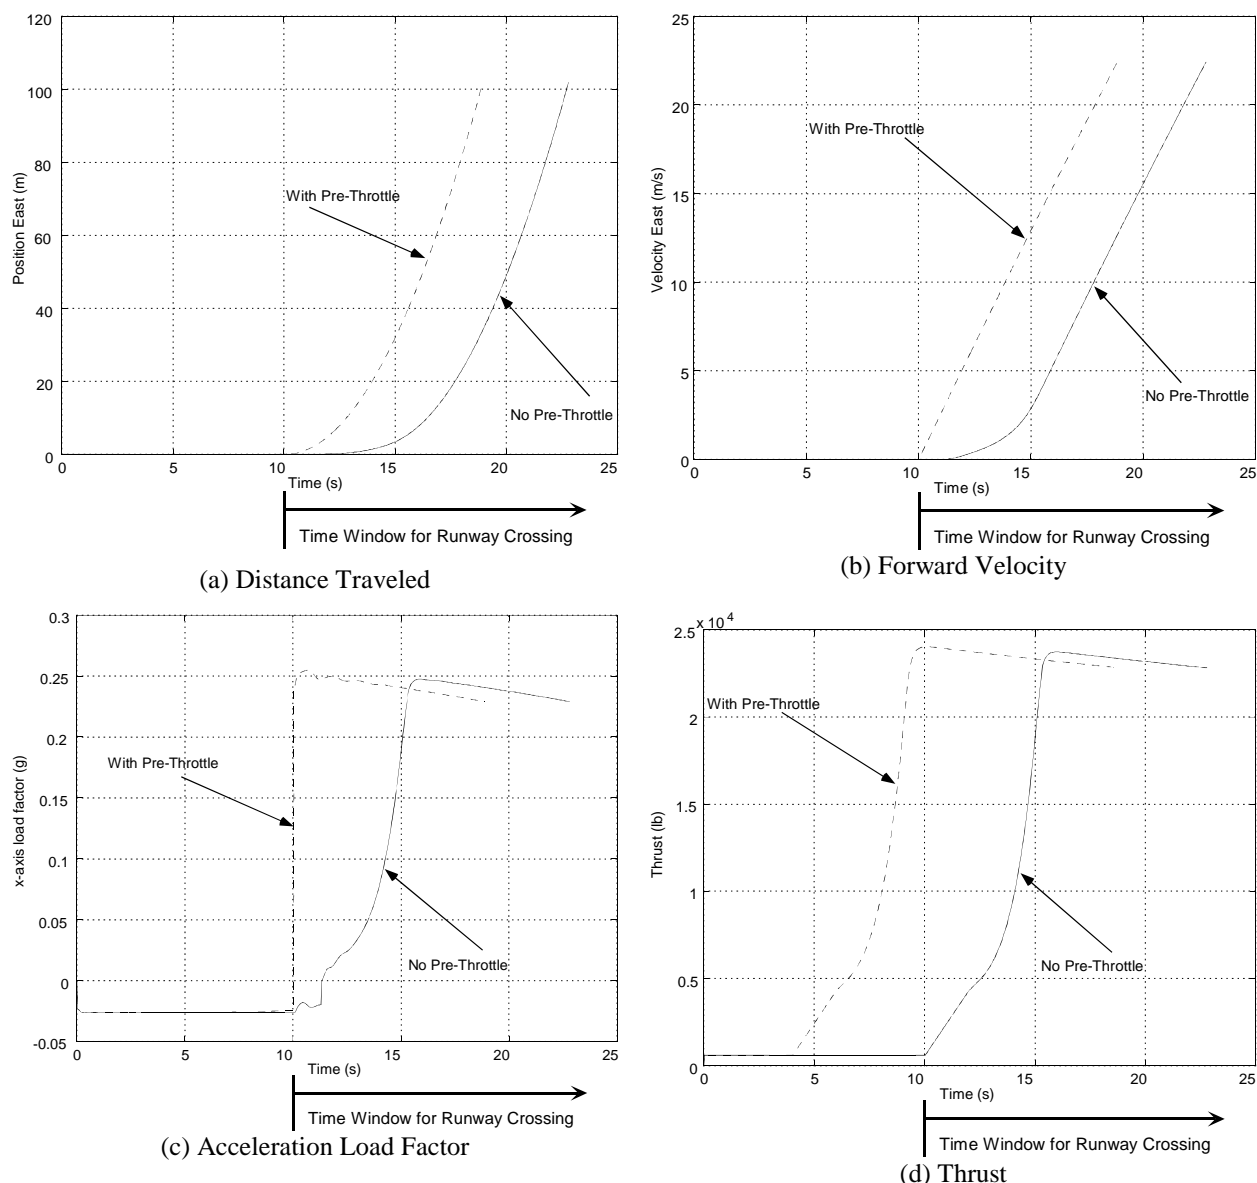 120
100
80
60
40
20
0
Position East (m)
With Pre-Throttle
No Pre-Throttle
0 5 10 15 20 25
Time (s)
Time Window for Runway Crossing
(a) Distance Traveled
25
20
15
10
5
0
Velocity East (m/s)
With Pre-Throttle
No Pre-Throttle
0 5 10 15 20 25
Time (s)
Time Window for Runway Crossing
(b) Forward Velocity
0.3
0.25
0.2
0.15
0.1
0.05
0
-0.05
x-axis load factor (g)
With Pre-Throttle
No Pre-Throttle
0 5 10 15 20 25
Time (s)
Time Window for Runway Crossing
(c) Acceleration Load Factor
x 10^4
2.5
2
1.5
1
0.5
0
Thrust (lb)
With Pre-Throttle
No Pre-Throttle
0 5 10 15 20 25
Time (s)
Time Window for Runway Crossing
(d) Thrust